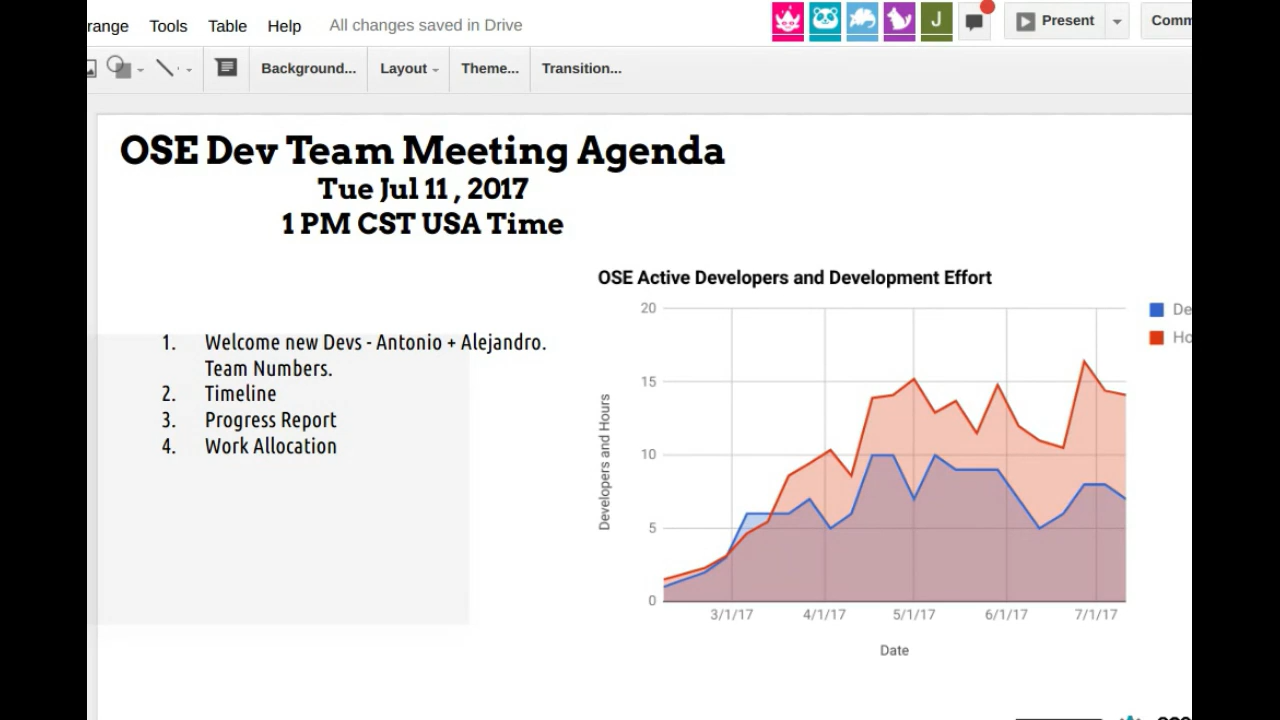 range Tools Table Help All changes saved in Drive
J
Present
Comm
Background... Layout Theme... Transition...
OSE Dev Team Meeting Agenda
Tue Jul 11 , 2017
1 PM CST USA Time
1. Welcome new Devs - Antonio + Alejandro.
Team Numbers.
2. Timeline
3. Progress Report
4. Work Allocation
OSE Active Developers and Development Effort
De
Ho
Developers and Hours
20
15
10
5
0
3/1/17 4/1/17 5/1/17 6/1/17 7/1/17
Date